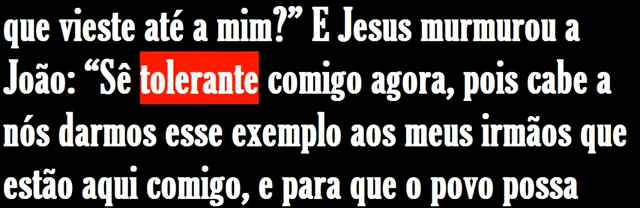 que vieste até a mim?” E Jesus murmurou a
João: “Sê tolerante comigo agora, pois cabe a
nós darmos esse exemplo aos meus irmãos que
estão aqui comigo, e para que o povo possa